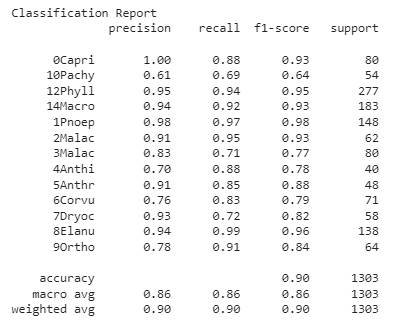 Classification Report
precision recall f1-score support
0Capri 1.00 0.88 0.93 80
10Pachy 0.61 0.69 0.64 54
12Phyll 0.95 0.94 0.95 277
14Macro 0.94 0.92 0.93 183
1Pnoep 0.98 0.97 0.98 148
2Malac 0.91 0.95 0.93 62
3Malac 0.83 0.71 0.77 80
4Anthi 0.70 0.88 0.78 40
5Anthr 0.91 0.85 0.88 48
6Corvu 0.76 0.83 0.79 71
7Dryoc 0.93 0.72 0.82 58
8Elanu 0.94 0.99 0.96 138
9Ortho 0.78 0.91 0.84 64
accuracy 0.90 1303
macro avg 0.86 0.86 0.86 1303
weighted avg 0.90 0.90 0.90 1303